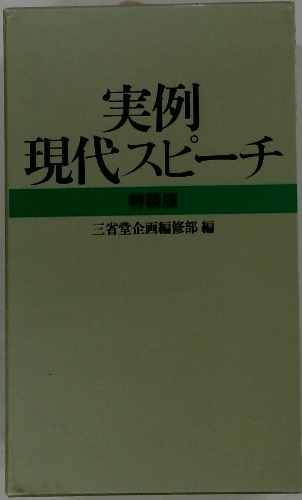 実例
現代スピーチ
特装版
三省堂企画編修部 編